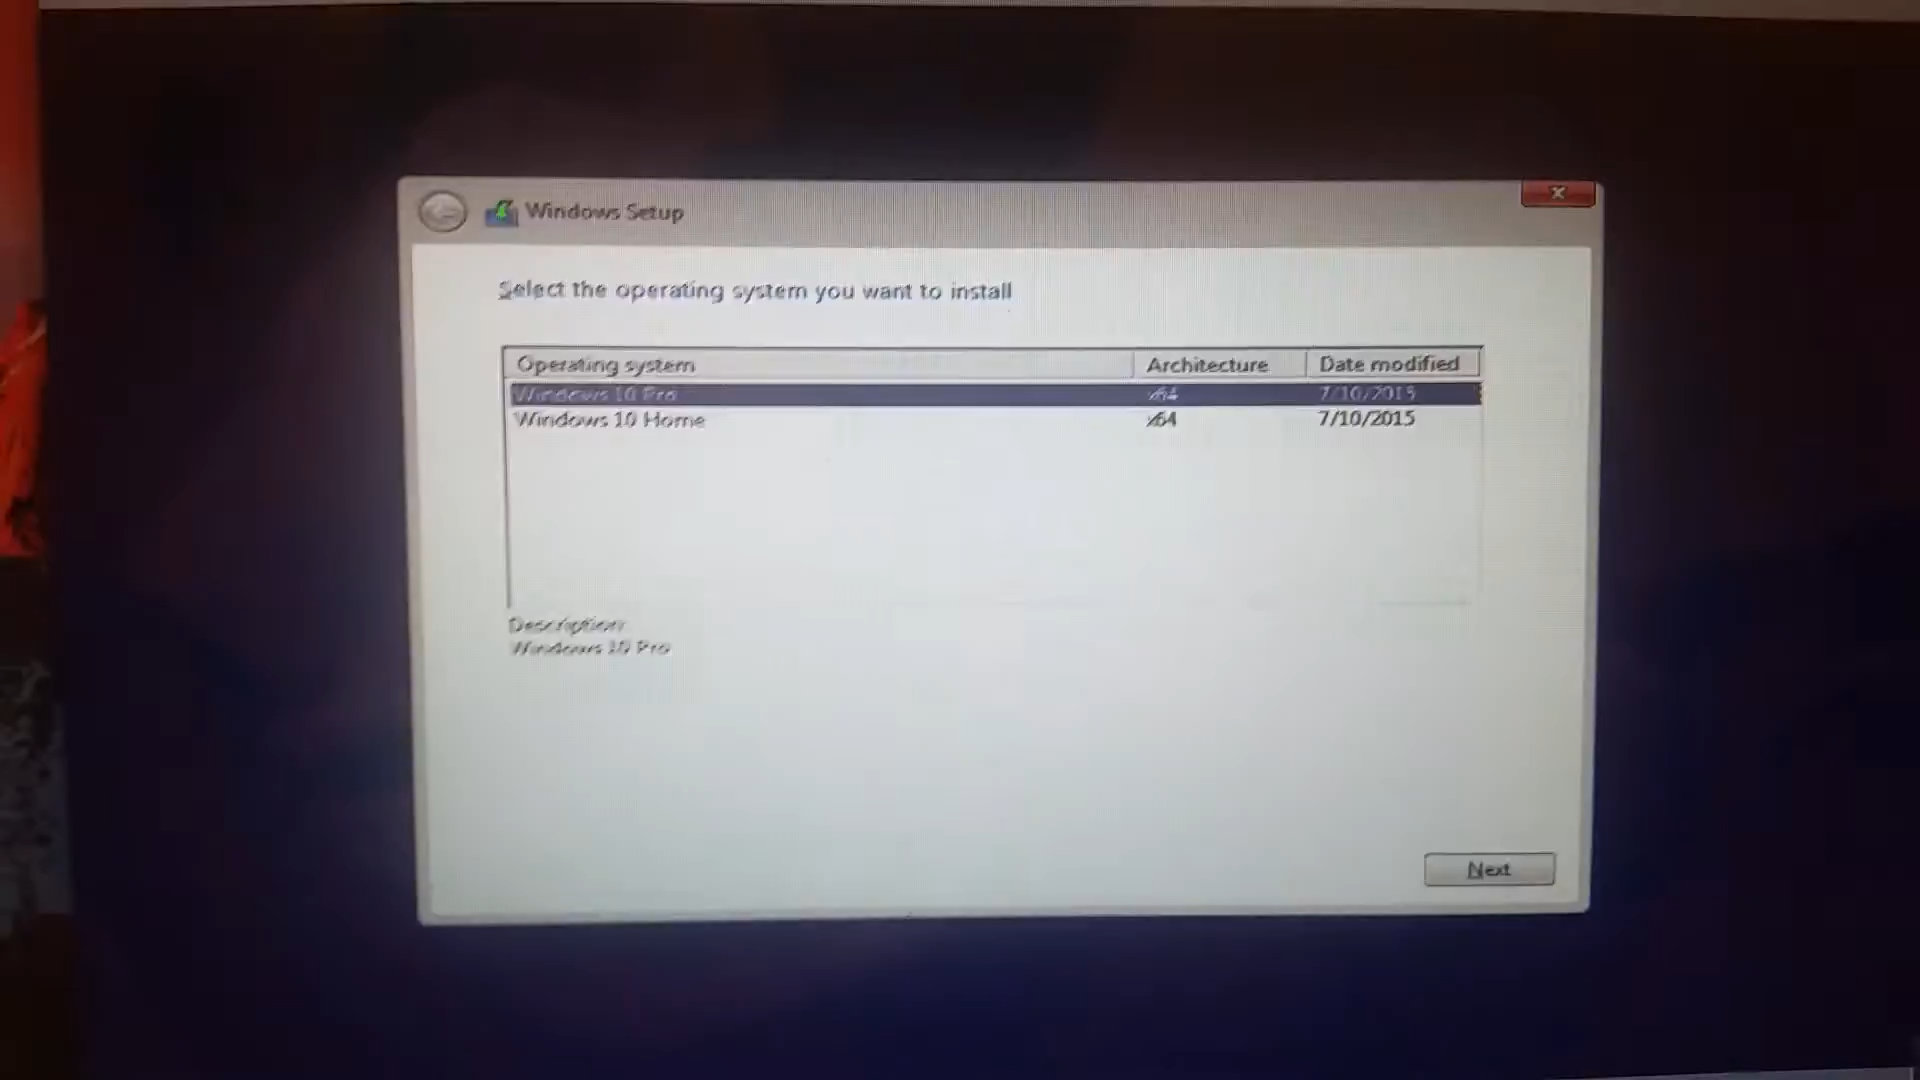 Windows Setup
Select the operating system you want to install
Operating system Architecture Date modified
Windows 10 Pro x64 7/10/2015
Windows 10 Home x64 7/10/2015
Description:
Windows 10 Pro
Next